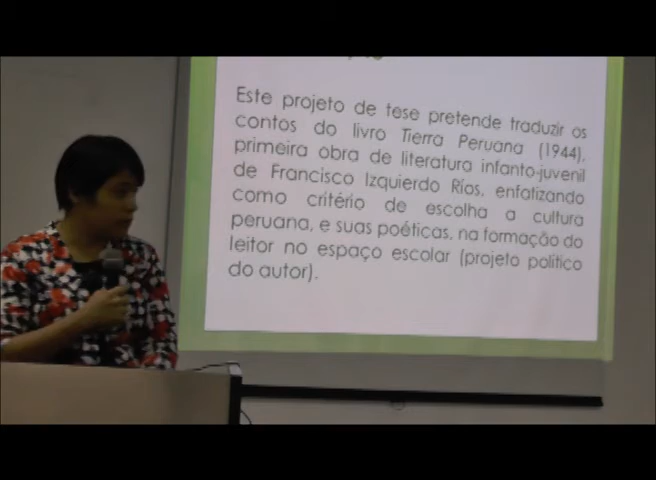 Este projeto de tese pretende traduzir os
contos do livro Tierra Peruana (1944),
primeira obra de literatura infanto-juvenil
de Francisco Izquierdo Ríos, enfatizando
como critério de escolha a cultura
peruana, e suas poéticas, na formação do
leitor no espaço escolar (projeto político
do autor).